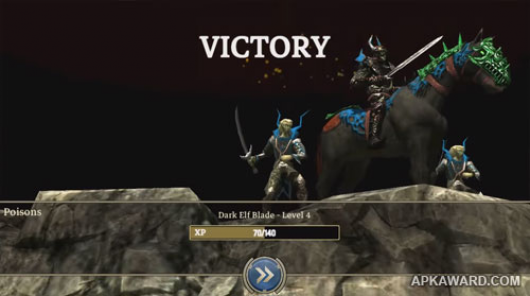 VICTORY
Poisons
Dark Elf Blade - Level 4
XP 70/140
APKAWARD.COM